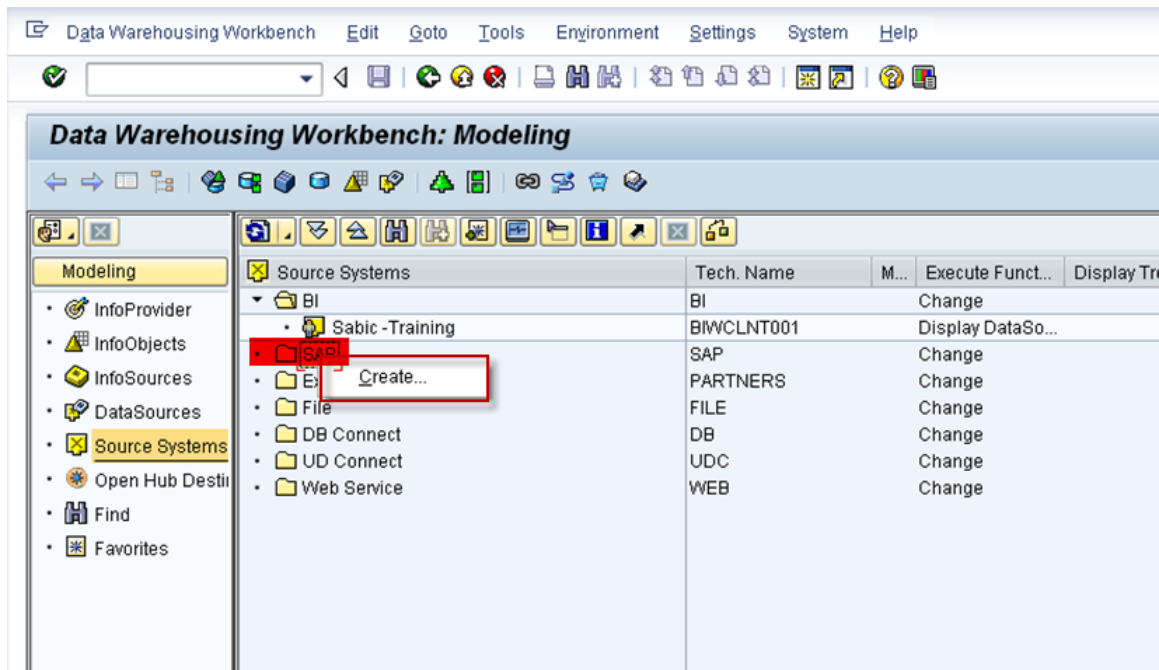 Data Warehousing Workbench Edit Goto Tools Environment Settings System Help
Data Warehousing Workbench: Modeling
Modeling
InfoProvider
InfoObjects
InfoSources
DataSources
Source Systems
Open Hub Desti
Find
Favorites
Source Systems Tech. Name M... Execute Funct... Display Tr
BI BI Change
Sabic -Training BIWCLNT001 Display DataSo...
SAP SAP Change
Create...
E PARTNERS Change
File FILE Change
DB Connect DB Change
UD Connect UDC Change
Web Service WEB Change